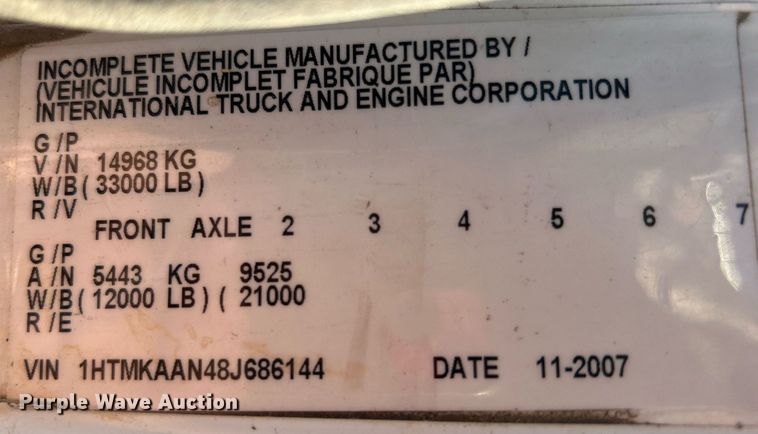 INCOMPLETE VEHICLE MANUFACTURED BY /
(VEHICULE INCOMPLET FABRIQUE PAR)
INTERNATIONAL TRUCK AND ENGINE CORPORATION
G /P
V /N 14968 KG
W/B ( 33000 LB )
R /V
FRONT AXLE 2 3 4 5 6 7
G /P
A /N 5443 KG 9525
W/B ( 12000 LB ) ( 21000
R /E
VIN 1HTMKAAN48J686144 DATE 11-2007
Purple Wave Auction